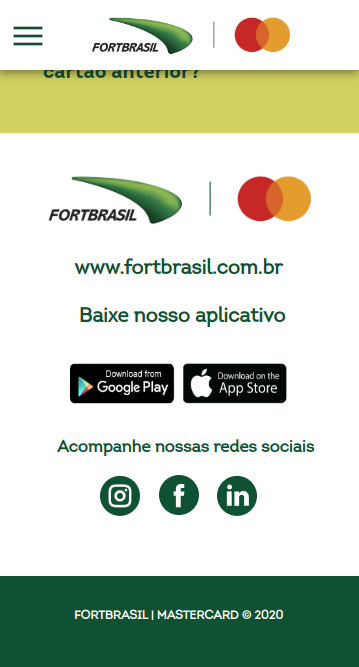 FORTBRASIL
cartão anterior?
FORTBRASIL
www.fortbrasil.com.br
Baixe nosso aplicativo
Download from
Google Play
Download on the
App Store
Acompanhe nossas redes sociais
FORTBRASIL | MASTERCARD © 2020